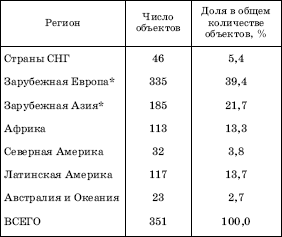 Регион
Число
объектов
Доля в общем
количестве
объектов, %
Страны СНГ 46 5,4
Зарубежная Европа* 335 39,4
Зарубежная Азия* 185 21,7
Африка 113 13,3
Северная Америка 32 3,8
Латинская Америка 117 13,7
Австралия и Океания 23 2,7
ВСЕГО 351 100,0